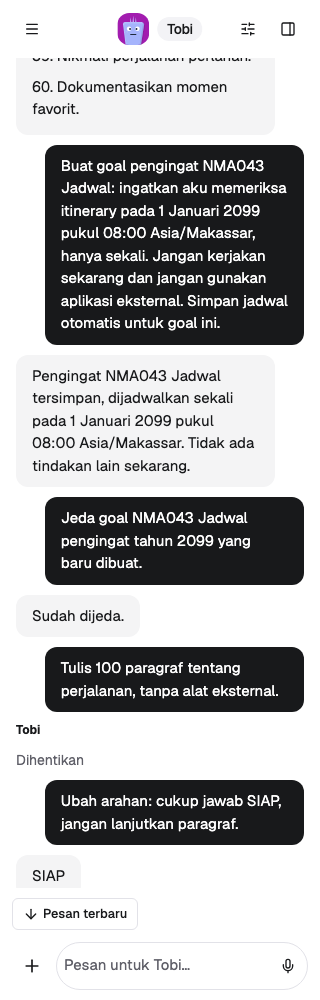 Tobi
59. Nikmati perjalanan perlahan.
60. Dokumentasikan momen
favorit.
Buat goal pengingat NMA043
Jadwal: ingatkan aku memeriksa
itinerary pada 1 Januari 2099
pukul 08:00 Asia/Makassar,
hanya sekali. Jangan kerjakan
sekarang dan jangan gunakan
aplikasi eksternal. Simpan jadwal
otomatis untuk goal ini.
Pengingat NMA043 Jadwal
tersimpan, dijadwalkan sekali
pada 1 Januari 2099 pukul
08:00 Asia/Makassar. Tidak ada
tindakan lain sekarang.
Jeda goal NMA043 Jadwal
pengingat tahun 2099 yang
baru dibuat.
Sudah dijeda.
Tulis 100 paragraf tentang
perjalanan, tanpa alat eksternal.
Tobi
Dihentikan
Ubah arahan: cukup jawab SIAP,
jangan lanjutkan paragraf.
SIAP
Pesan terbaru
Pesan untuk Tobi...